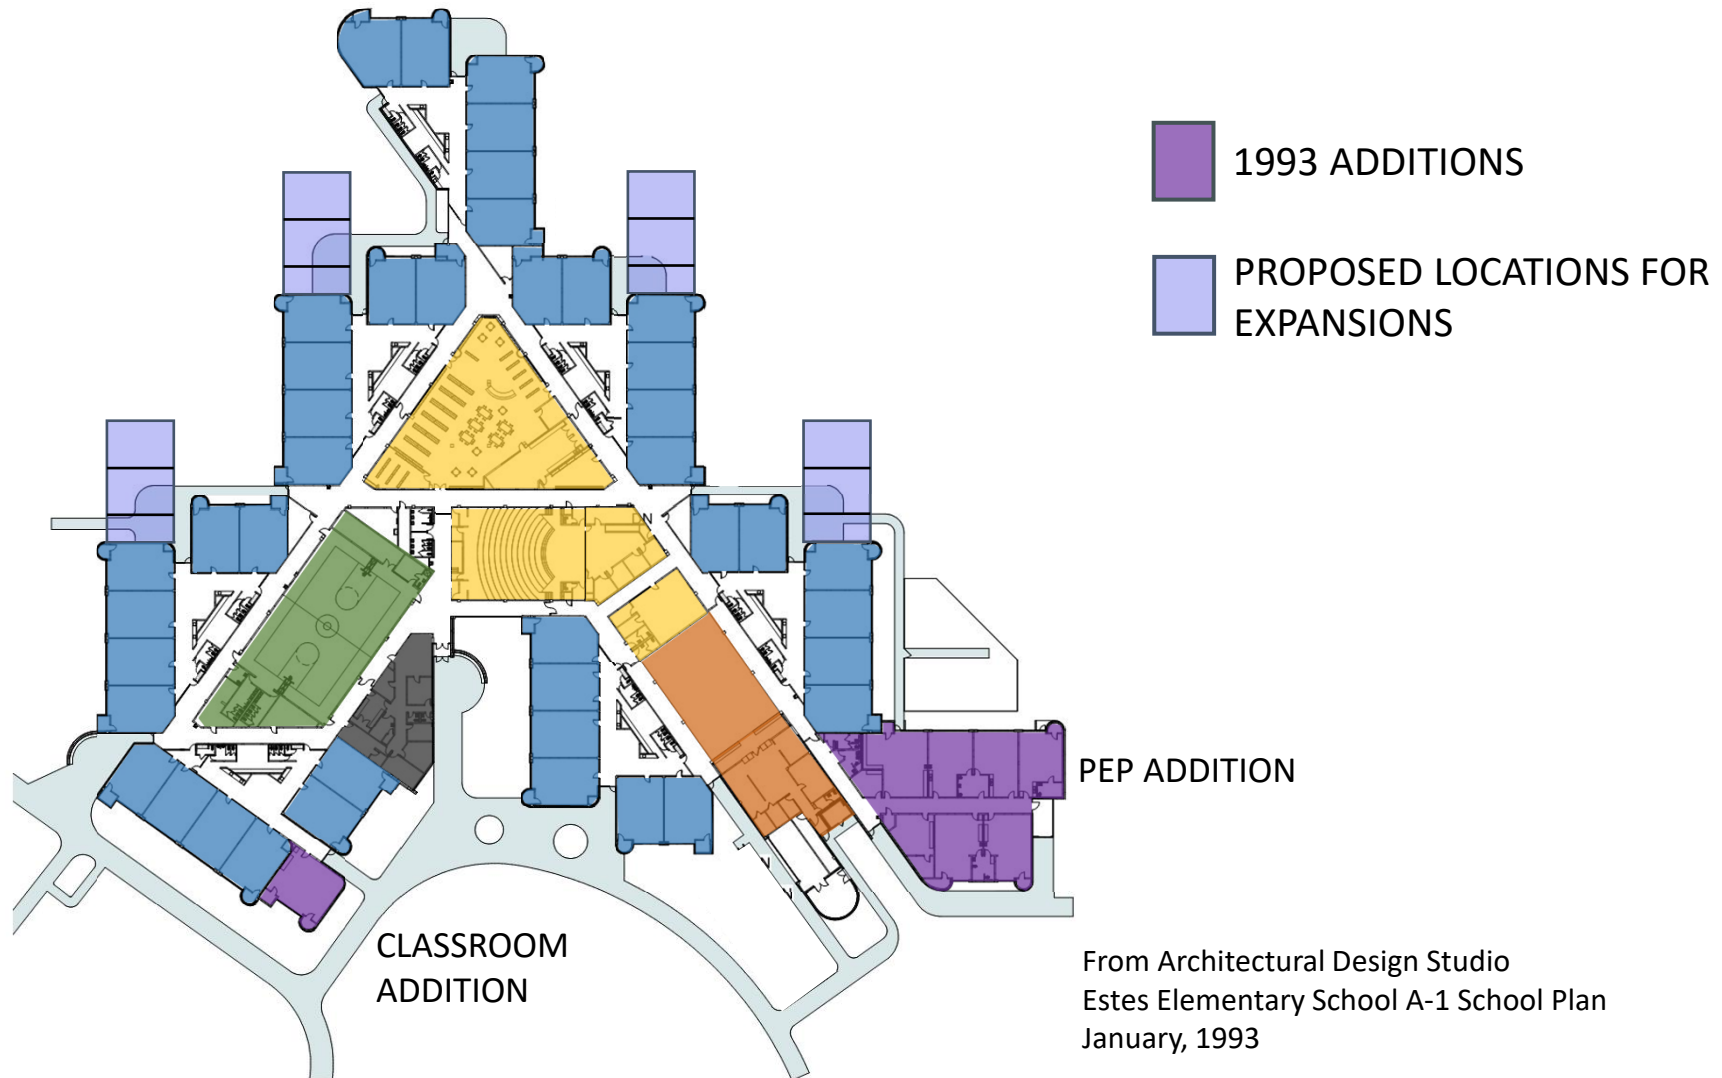 1993 ADDITIONS
PROPOSED LOCATIONS FOR
EXPANSIONS
DN
PEP ADDITION
CLASSROOM
ADDITION
From Architectural Design Studio
Estes Elementary School A-1 School Plan
January, 1993